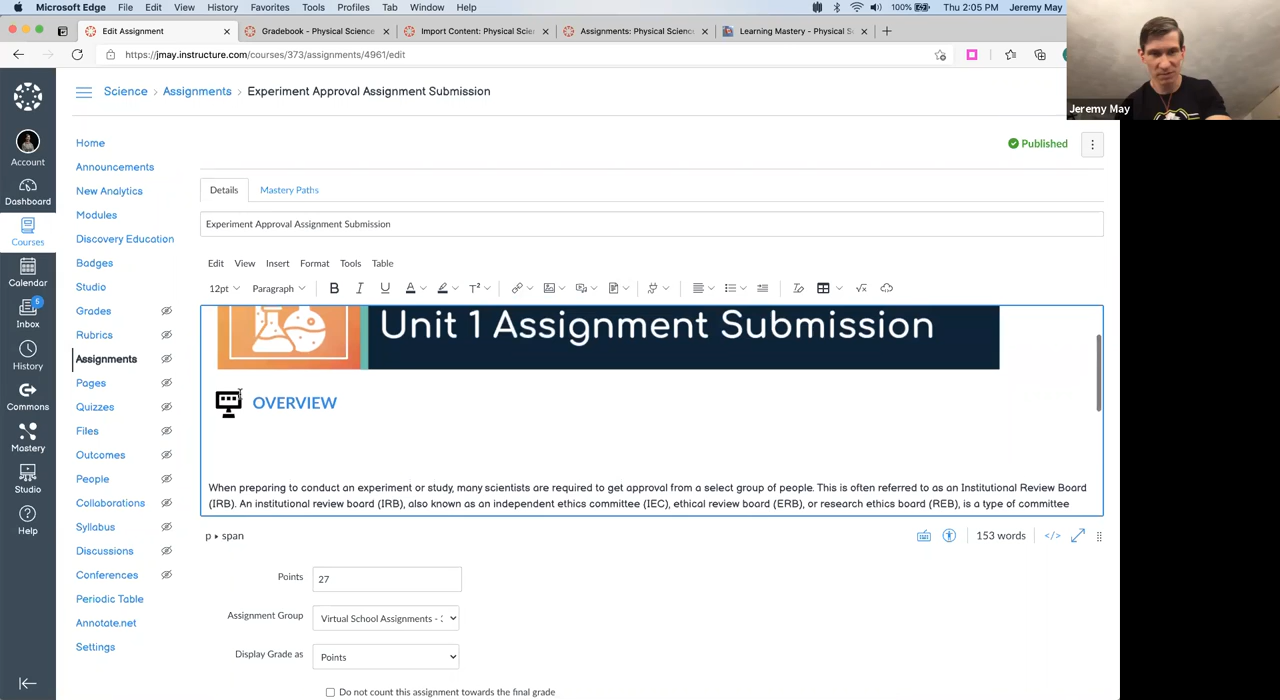 Microsoft Edge File Edit View History Favorites Tools Profiles Tab Window Help 100% Thu 2:05 PM Jeremy May
Edit Assignment Gradebook - Physical Science Import Content: Physical Scie Assignments: Physical Science Learning Mastery - Physical S
https://jmay.instructure.com/courses/373/assignments/4961/edit
Jeremy May
Science > Assignments > Experiment Approval Assignment Submission
Account
Dashboard
Courses
Calendar
5
Inbox
History
Commons
Mastery
Studio
Help
Home
Announcements
New Analytics
Modules
Discovery Education
Badges
Studio
Grades
Rubrics
Assignments
Pages
Quizzes
Files
Outcomes
People
Collaborations
Syllabus
Discussions
Conferences
Periodic Table
Annotate.net
Settings
Published
Details Mastery Paths
Experiment Approval Assignment Submission
Edit View Insert Format Tools Table
12pt Paragraph B I U A T²
Unit 1 Assignment Submission
OVERVIEW
When preparing to conduct an experiment or study, many scientists are required to get approval from a select group of people. This is often referred to as an Institutional Review Board
(IRB). An institutional review board (IRB), also known as an independent ethics committee (IEC), ethical review board (ERB), or research ethics board (REB), is a type of committee
p ▸ span 153 words </>
Points 27
Assignment Group Virtual School Assignments -
Display Grade as Points
Do not count this assignment towards the final grade